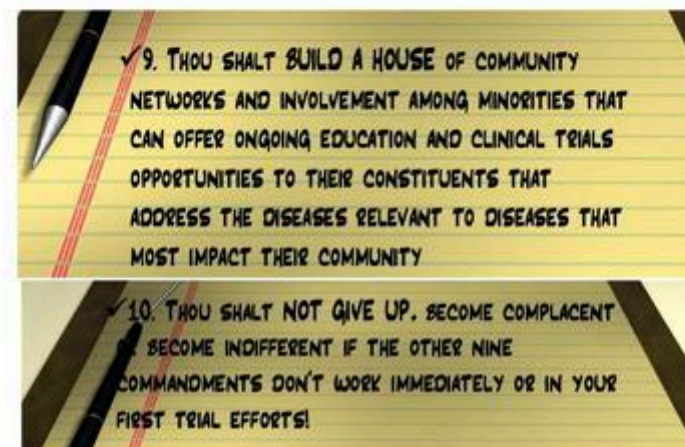 ✓9. THOU SHALT BUILD A HOUSE OF COMMUNITY
NETWORKS AND INVOLVEMENT AMONG MINORITIES THAT
CAN OFFER ONGOING EDUCATION AND CLINICAL TRIALS
OPPORTUNITIES TO THEIR CONSTITUENTS THAT
ADDRESS THE DISEASES RELEVANT TO DISEASES THAT
MOST IMPACT THEIR COMMUNITY
✓10. THOU SHALT NOT GIVE UP, BECOME COMPLACENT
OR BECOME INDIFFERENT IF THE OTHER NINE
COMMANDMENTS DON'T WORK IMMEDIATELY OR IN YOUR
FIRST TRIAL EFFORTS!